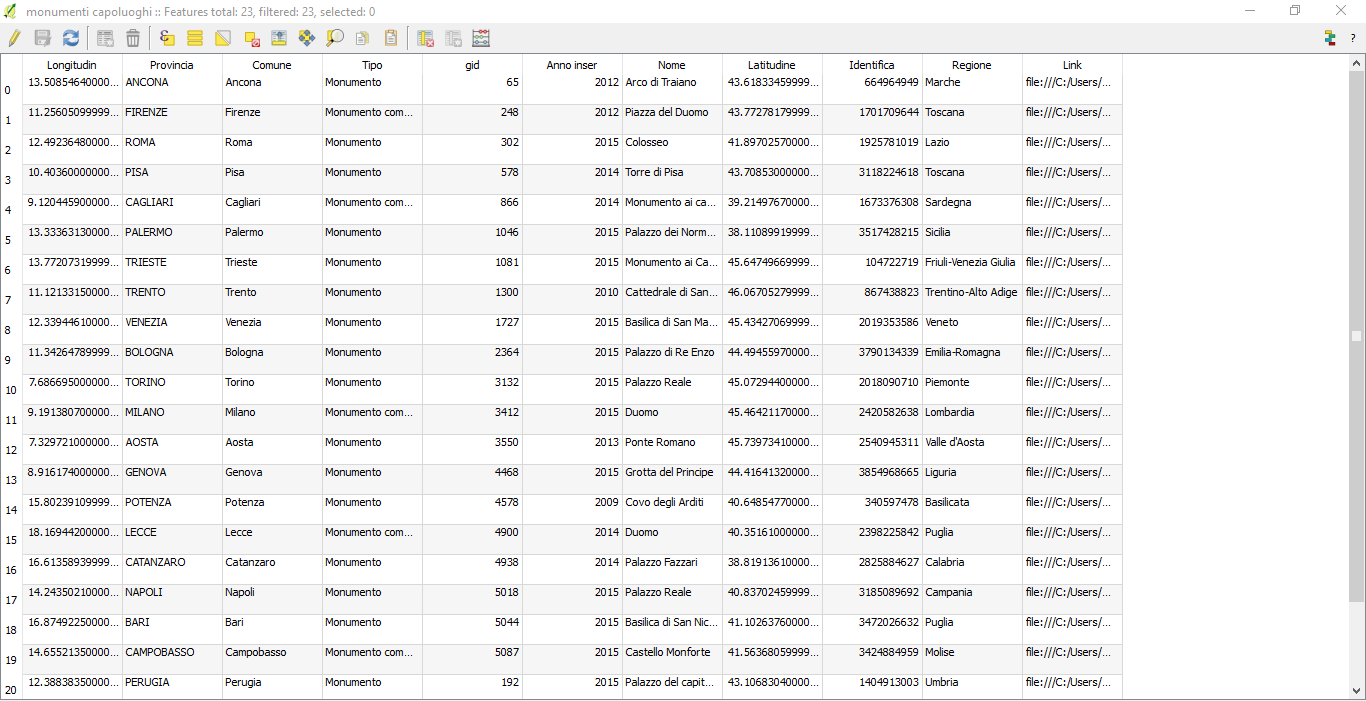 monumenti capoluoghi :: Features total: 23, filtered: 23, selected: 0
?
Longitudin Provincia Comune Tipo gid Anno inser Nome Latitudine Identifica Regione Link
0 13.50854640000... ANCONA Ancona Monumento 65 2012 Arco di Traiano 43.61833459999... 664964949 Marche file:///C:/Users/...
1 11.25605099999... FIRENZE Firenze Monumento com... 248 2012 Piazza del Duomo 43.77278179999... 1701709644 Toscana file:///C:/Users/...
2 12.49236480000... ROMA Roma Monumento 302 2015 Colosseo 41.89702570000... 1925781019 Lazio file:///C:/Users/...
3 10.40360000000... PISA Pisa Monumento 578 2014 Torre di Pisa 43.70853000000... 3118224618 Toscana file:///C:/Users/...
4 9.120445900000... CAGLIARI Cagliari Monumento com... 866 2014 Monumento ai ca... 39.21497670000... 1673376308 Sardegna file:///C:/Users/...
5 13.33363130000... PALERMO Palermo Monumento 1046 2015 Palazzo dei Norm... 38.11089919999... 3517428215 Sicilia file:///C:/Users/...
6 13.77207319999... TRIESTE Trieste Monumento 1081 2015 Monumento ai Ca... 45.64749669999... 104722719 Friuli-Venezia Giulia file:///C:/Users/...
7 11.12133150000... TRENTO Trento Monumento 1300 2010 Cattedrale di San... 46.06705279999... 867438823 Trentino-Alto Adige file:///C:/Users/...
8 12.33944610000... VENEZIA Venezia Monumento 1727 2015 Basilica di San Ma... 45.43427069999... 2019353586 Veneto file:///C:/Users/...
9 11.34264789999... BOLOGNA Bologna Monumento 2364 2015 Palazzo di Re Enzo 44.49455970000... 3790134339 Emilia-Romagna file:///C:/Users/...
10 7.686695000000... TORINO Torino Monumento 3132 2015 Palazzo Reale 45.07294400000... 2018090710 Piemonte file:///C:/Users/...
11 9.191380700000... MILANO Milano Monumento com... 3412 2015 Duomo 45.46421170000... 2420582638 Lombardia file:///C:/Users/...
12 7.329721000000... AOSTA Aosta Monumento 3550 2013 Ponte Romano 45.73973410000... 2540945311 Valle d'Aosta file:///C:/Users/...
13 8.916174000000... GENOVA Genova Monumento 4468 2015 Grotta del Principe 44.41641320000... 3854968665 Liguria file:///C:/Users/...
14 15.80239109999... POTENZA Potenza Monumento 4578 2009 Covo degli Arditi 40.64854770000... 340597478 Basilicata file:///C:/Users/...
15 18.16944200000... LECCE Lecce Monumento com... 4900 2014 Duomo 40.35161000000... 2398225842 Puglia file:///C:/Users/...
16 16.61358939999... CATANZARO Catanzaro Monumento 4938 2014 Palazzo Fazzari 38.81913610000... 2825884627 Calabria file:///C:/Users/...
17 14.24350210000... NAPOLI Napoli Monumento 5018 2015 Palazzo Reale 40.83702459999... 3185089692 Campania file:///C:/Users/...
18 16.87492250000... BARI Bari Monumento 5044 2015 Basilica di San Nic... 41.10263760000... 3472026632 Puglia file:///C:/Users/...
19 14.65521350000... CAMPOBASSO Campobasso Monumento com... 5087 2015 Castello Monforte 41.56368059999... 3424884959 Molise file:///C:/Users/...
20 12.38838350000... PERUGIA Perugia Monumento 192 2015 Palazzo del capit... 43.10683040000... 1404913003 Umbria file:///C:/Users/...